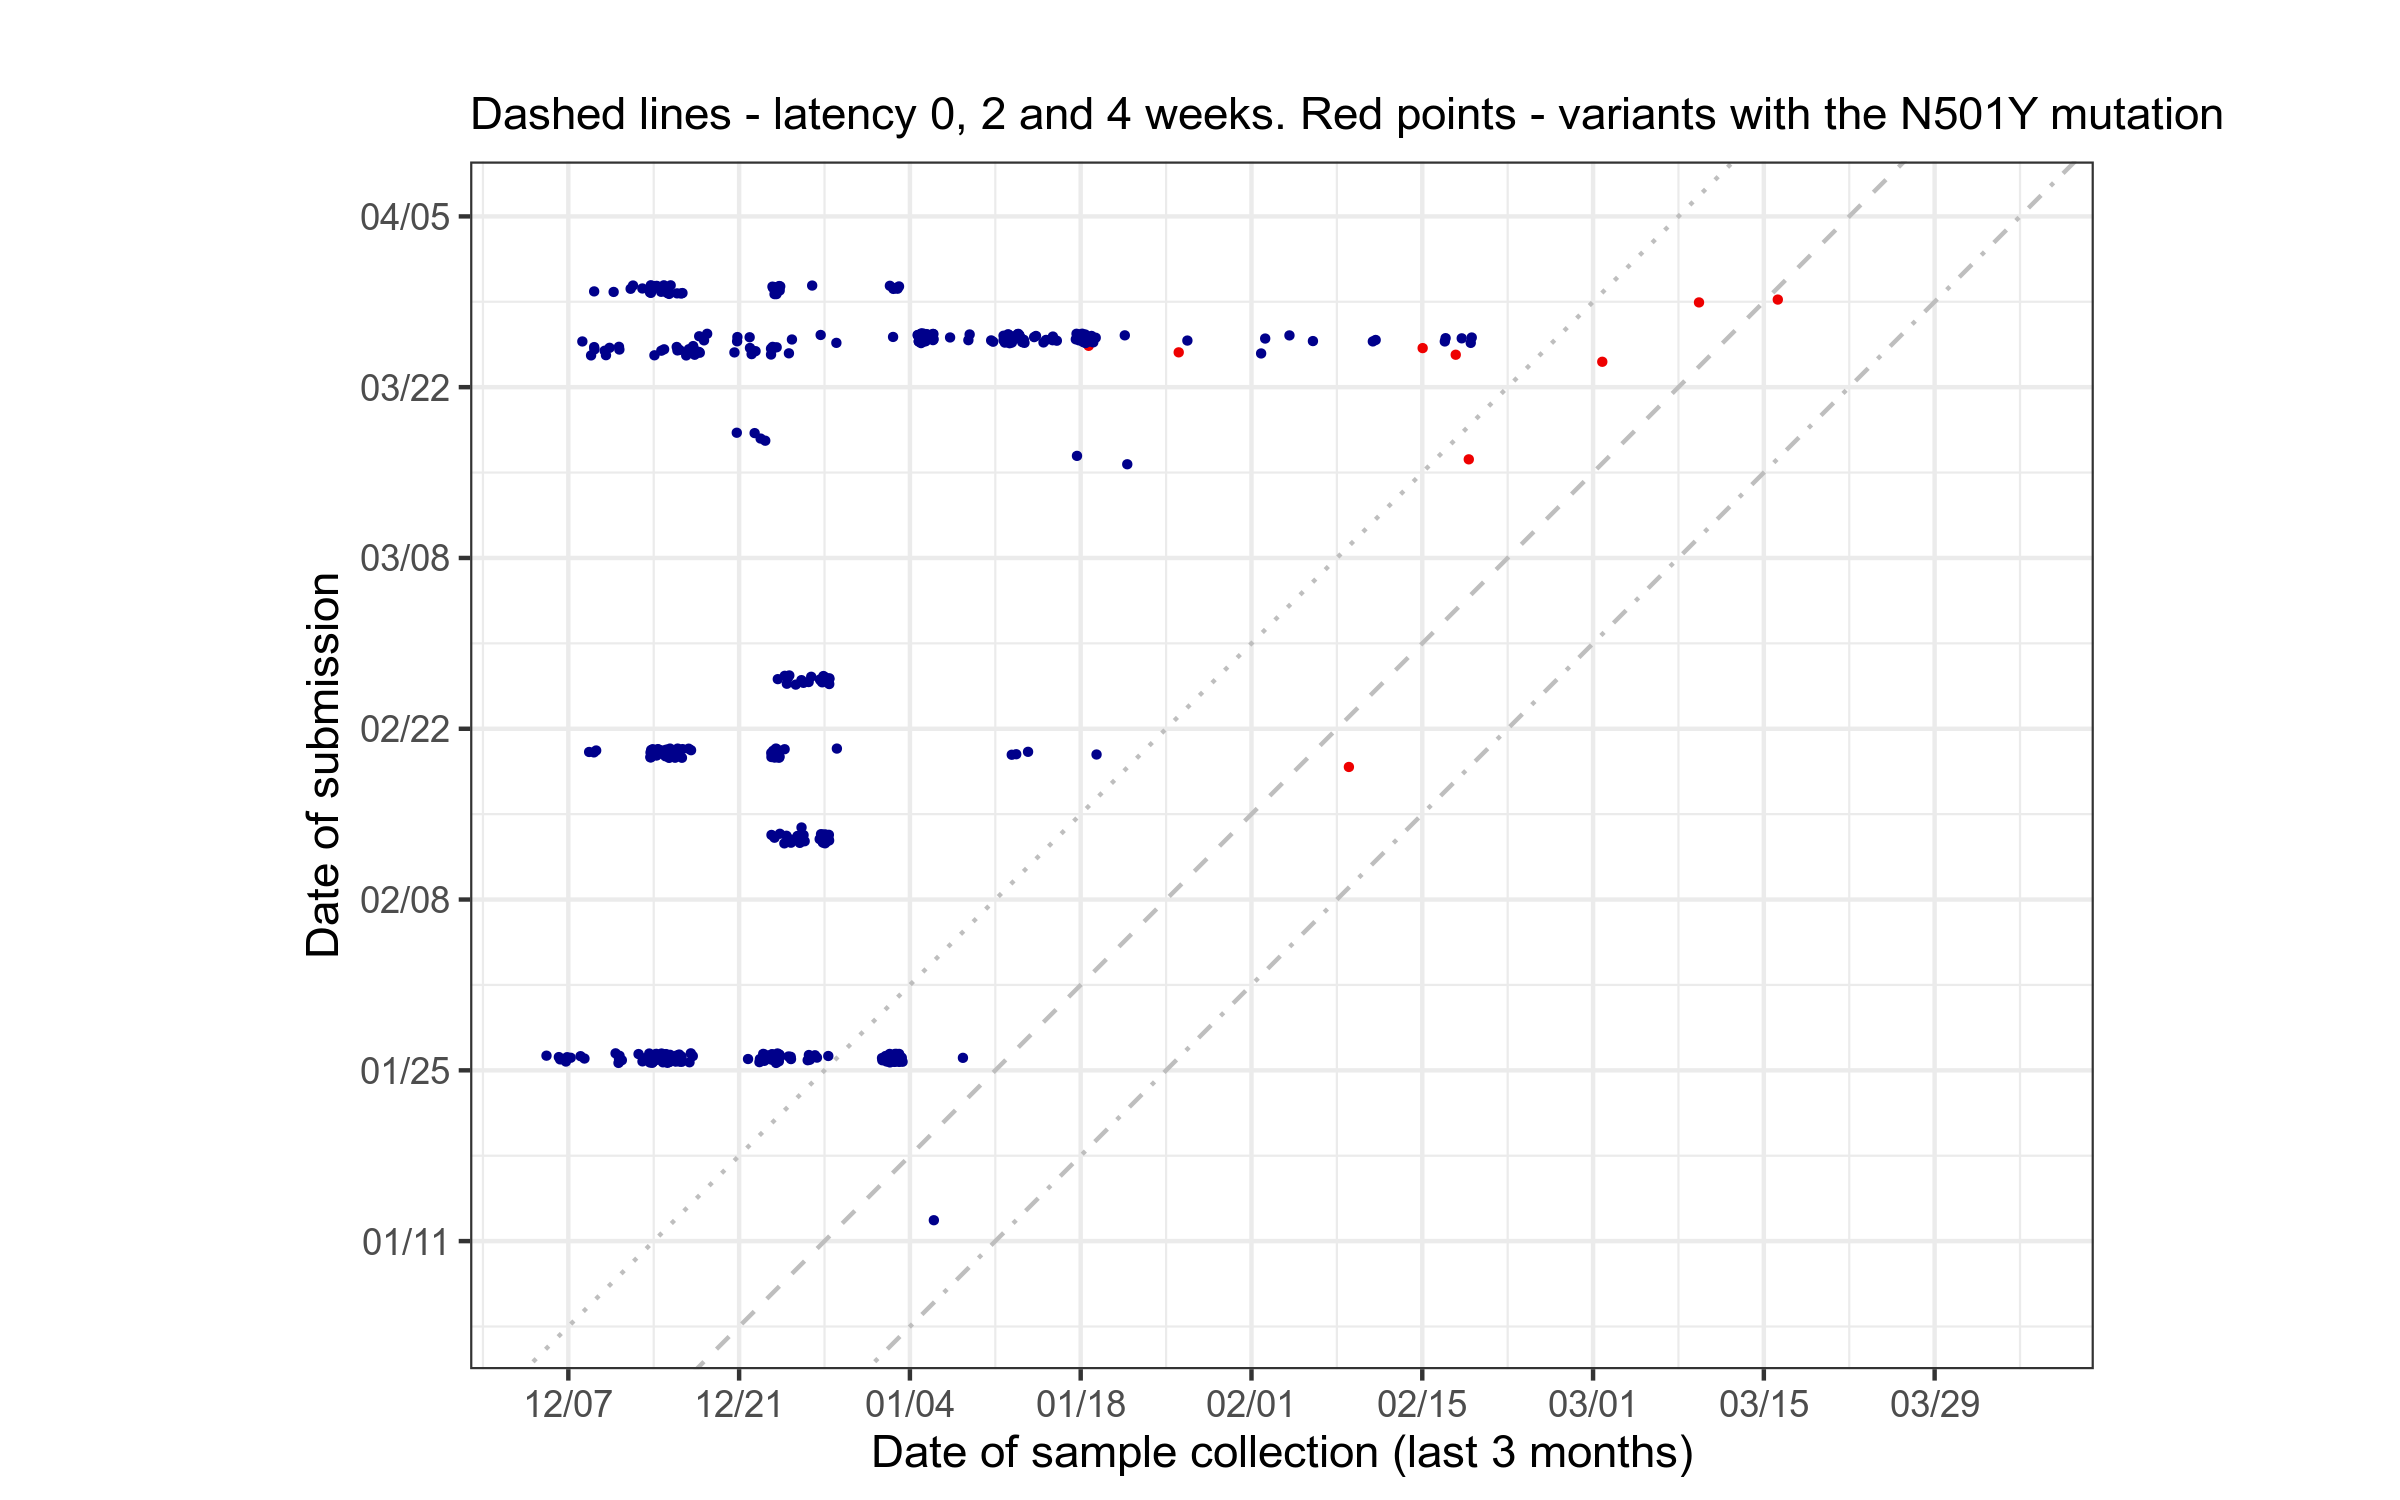 Dashed lines - latency 0, 2 and 4 weeks. Red points - variants with the N501Y mutation
Date of submission
04/05
03/22
03/08
02/22
02/08
01/25
01/11
12/07 12/21 01/04 01/18 02/01 02/15 03/01 03/15 03/29
Date of sample collection (last 3 months)